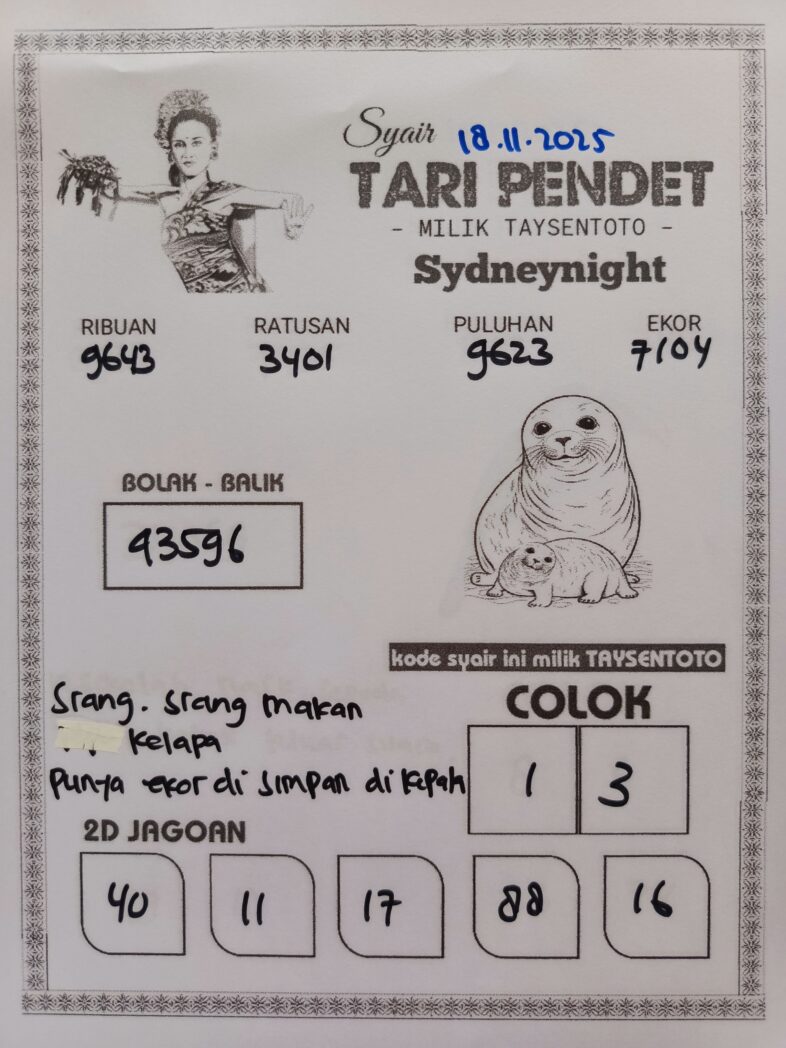 Syair 18.11.2025
TARI PENDET
- MILIK TAYSENTOTO -
Sydneynight
RIBUAN RATUSAN PULUHAN EKOR
9643 3401 9623 7104
BOLAK - BALIK
93596
kode syair ini milik TAYSENTOTO
Srang. Srang makan
kelapa
punya ekor di simpan di kepala
COLOK
1 3
2D JAGOAN
40 11 17 88 16